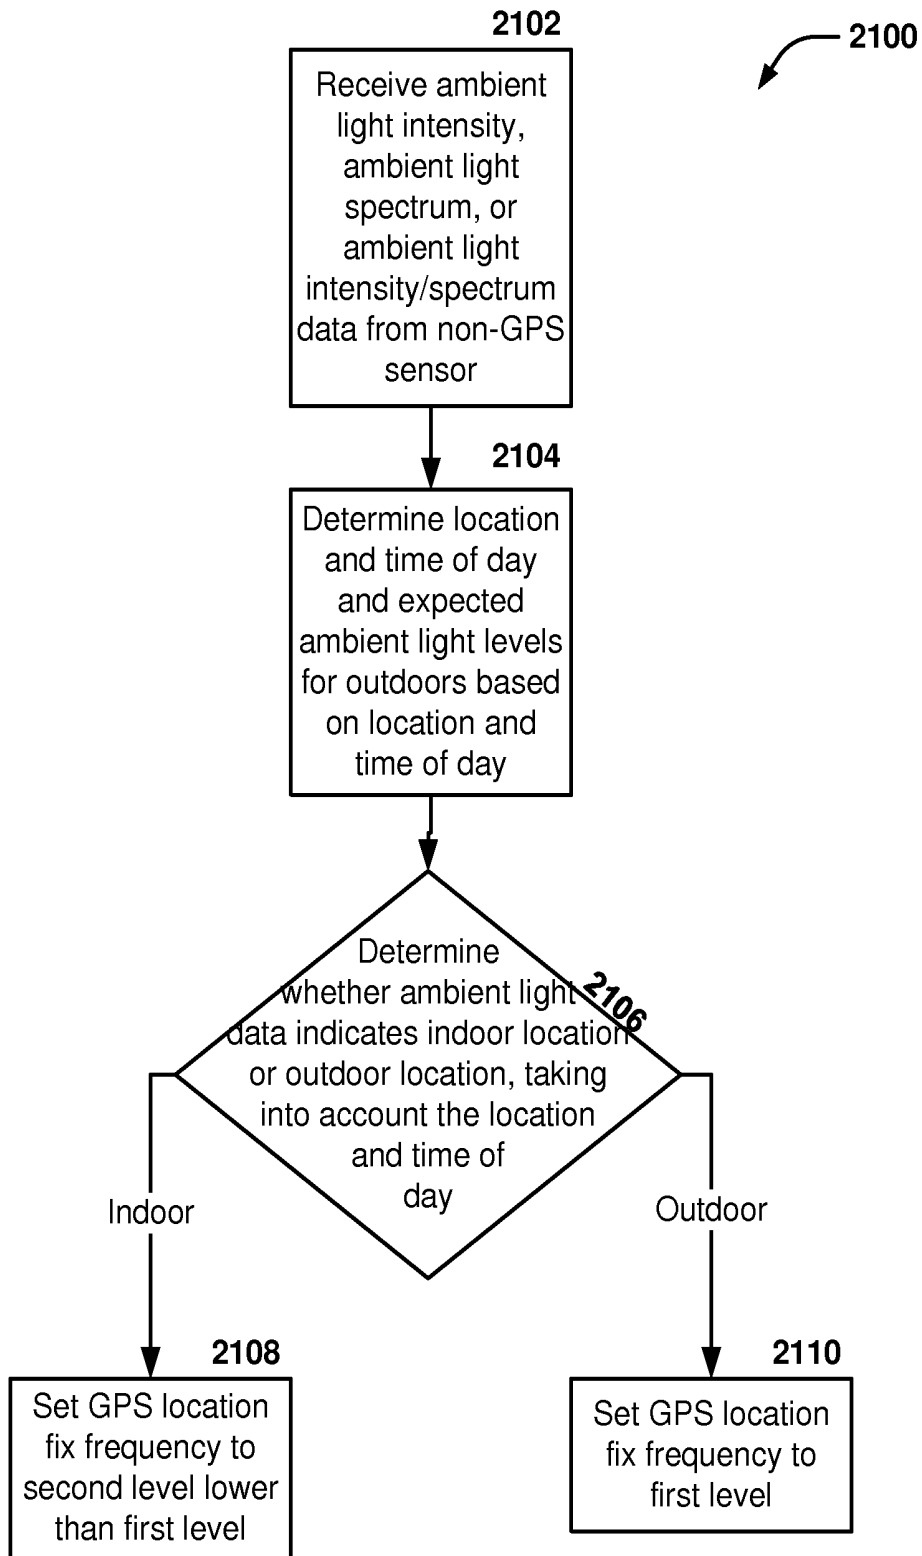 2102
2100
Receive ambient
light intensity,
ambient light
spectrum, or
ambient light
intensity/spectrum
data from non-GPS
sensor
2104
Determine location
and time of day
and expected
ambient light levels
for outdoors based
on location and
time of day
2106
Determine
whether ambient light
data indicates indoor location
or outdoor location, taking
into account the location
and time of
day
Indoor
Outdoor
2108
Set GPS location
fix frequency to
second level lower
than first level
2110
Set GPS location
fix frequency to
first level